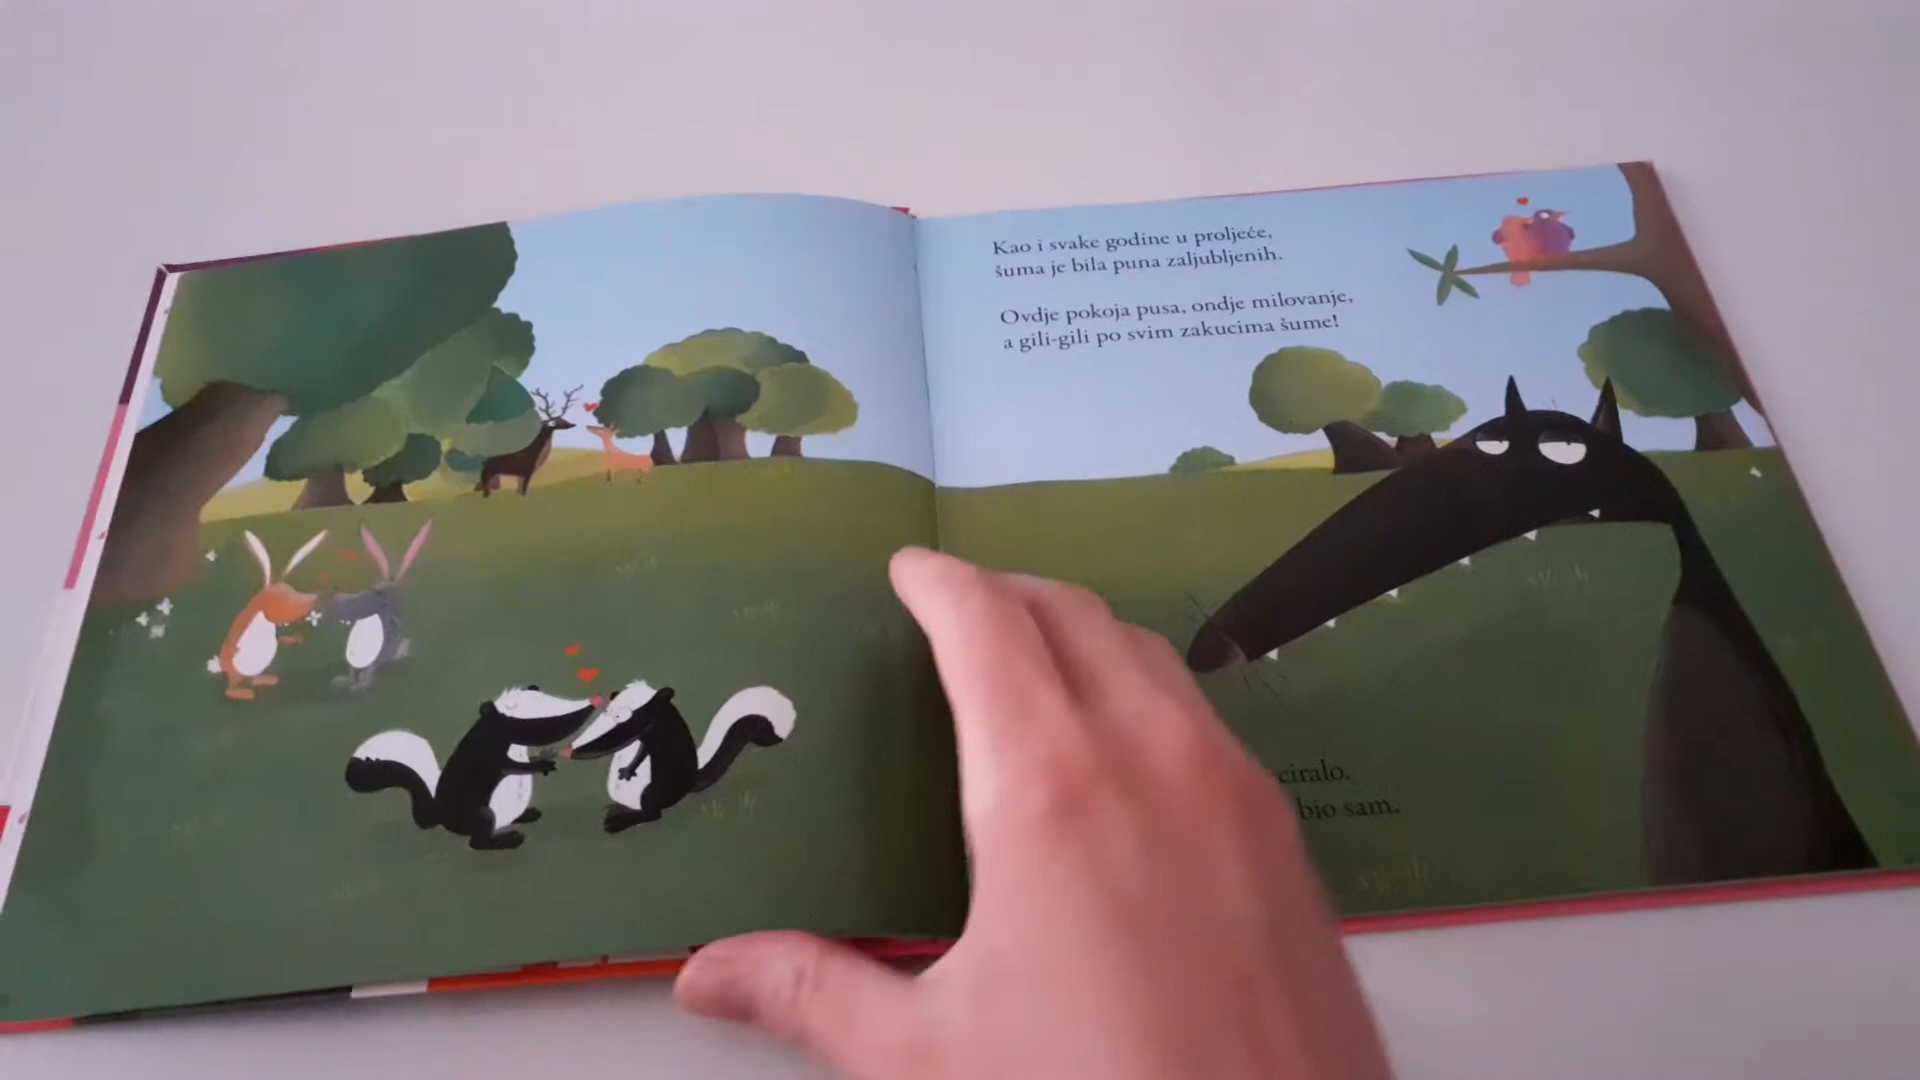 Kao i svake godine u proljeće,
šuma je bila puna zaljubljenih.
Ovdje pokoja pusa, ondje milovanje,
a gili-gili po svim zakucima šume!
bio sam.